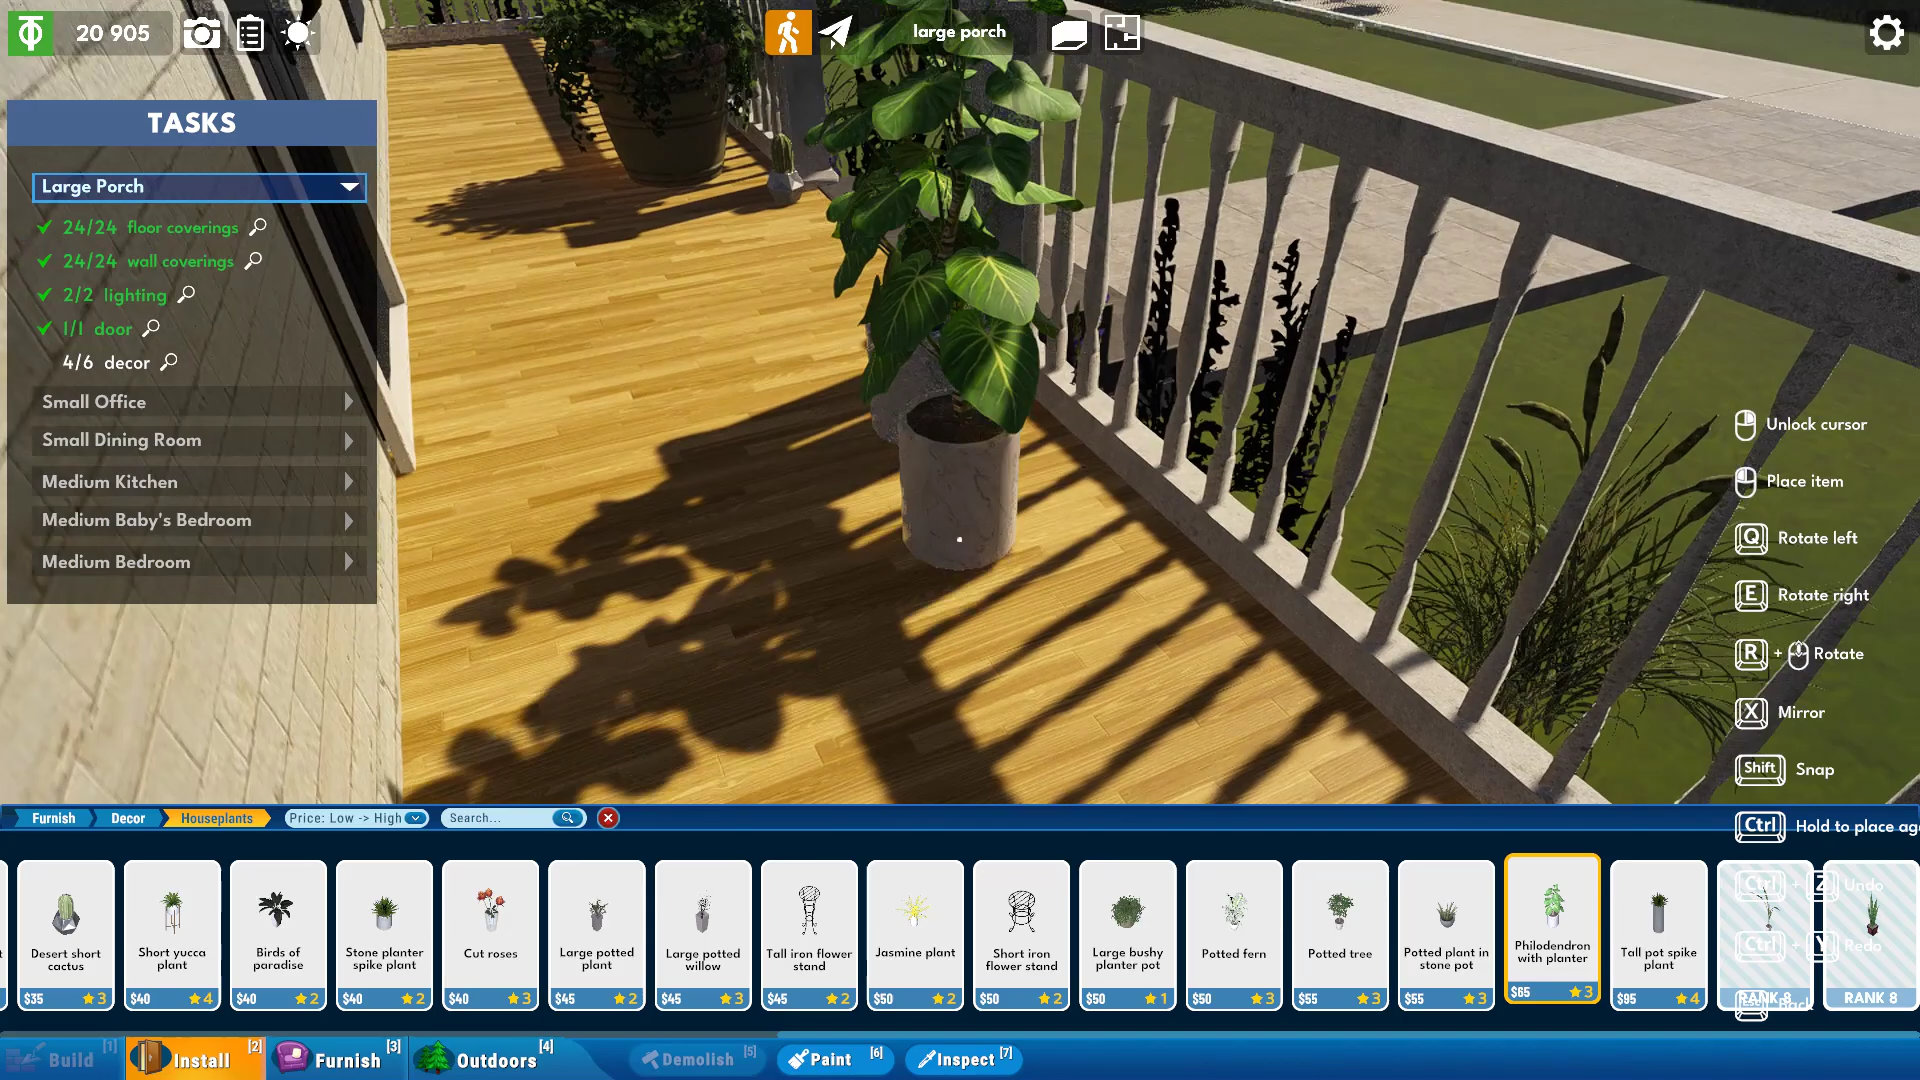 20 905
large porch
TASKS
Large Porch
24/24 floor coverings
24/24 wall coverings
2/2 lighting
1/1 door
4/6 decor
Small Office
Small Dining Room
Medium Kitchen
Medium Baby's Bedroom
Medium Bedroom
Unlock cursor
Place item
Q Rotate left
E Rotate right
R + Rotate
X Mirror
Shift Snap
Ctrl Hold to place aga
Ctrl + Z Undo
Ctrl + Y Redo
Esc Back
Furnish Decor Houseplants Price: Low -> High Search...
Desert short cactus
$35 3
Short yucca plant
$40 4
Birds of paradise
$40 2
Stone planter spike plant
$40 2
Cut roses
$40 3
Large potted plant
$45 2
Large potted willow
$45 3
Tall iron flower stand
$45 2
Jasmine plant
$50 2
Short iron flower stand
$50 2
Large bushy planter pot
$50 1
Potted fern
$50 3
Potted tree
$55 3
Potted plant in stone pot
$55 3
Philodendron with planter
$65 3
Tall pot spike plant
$95 4
RANK 8
RANK 8
Build [1] Install [2] Furnish [3] Outdoors [4] Demolish [5] Paint [6] Inspect [7]